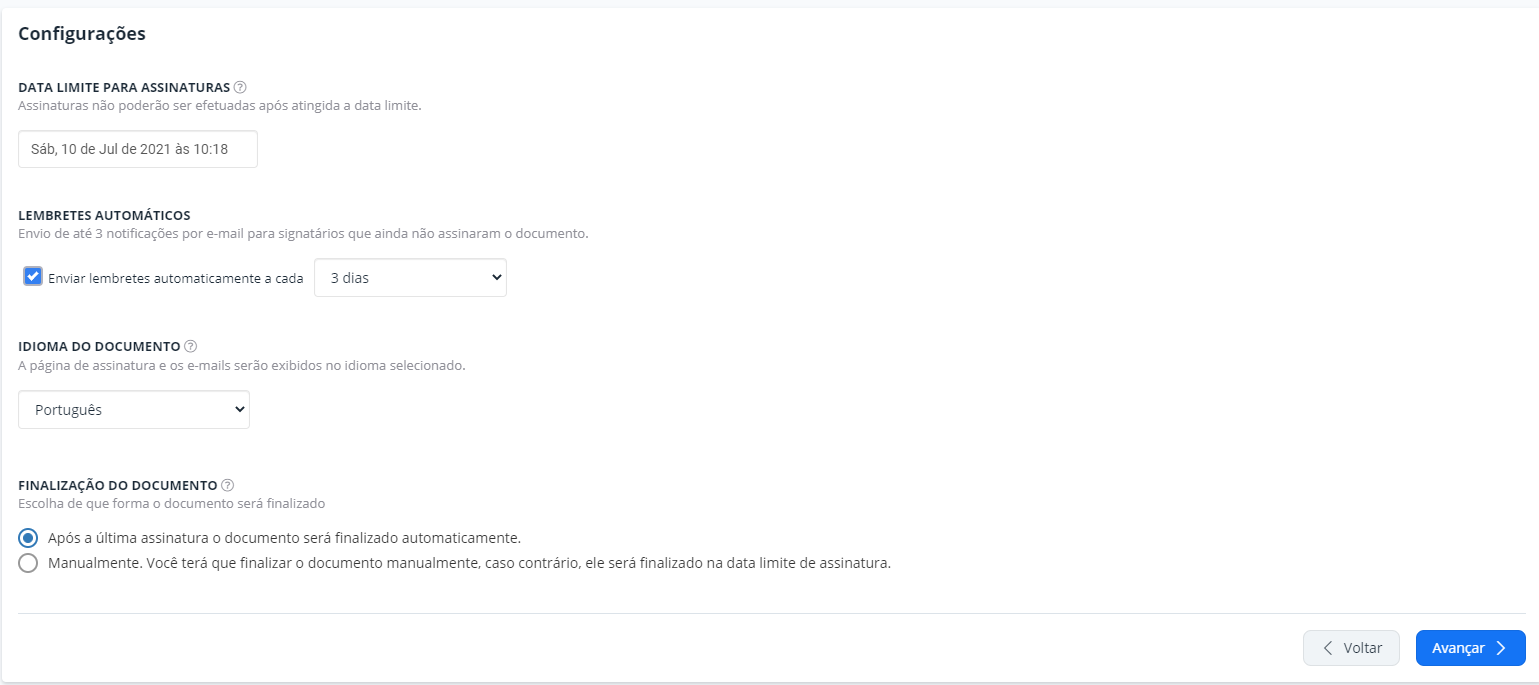 Configurações
DATA LIMITE PARA ASSINATURAS ?
Assinaturas não poderão ser efetuadas após atingida a data limite.
Sáb, 10 de Jul de 2021 às 10:18
LEMBRETES AUTOMÁTICOS
Envio de até 3 notificações por e-mail para signatários que ainda não assinaram o documento.
Enviar lembretes automaticamente a cada 3 dias
IDIOMA DO DOCUMENTO ?
A página de assinatura e os e-mails serão exibidos no idioma selecionado.
Português
FINALIZAÇÃO DO DOCUMENTO ?
Escolha de que forma o documento será finalizado
Após a última assinatura o documento será finalizado automaticamente.
Manualmente. Você terá que finalizar o documento manualmente, caso contrário, ele será finalizado na data limite de assinatura.
Voltar Avançar